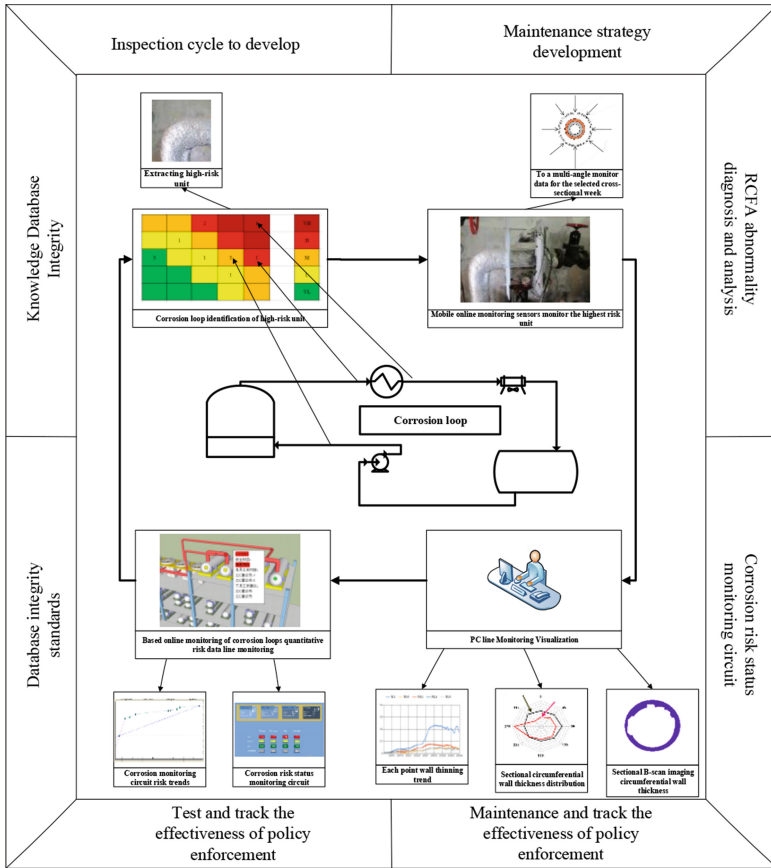 Inspection cycle to develop
Maintenance strategy
development
Knowledge Database
Integrity
RCFA abnormality
diagnosis and analysis
Extracting high-risk
unit
To a multi-angle monitor
data for the selected cross-
sectional week
Corrosion loop identification of high-risk unit
Mobile online monitoring sensors monitor the highest risk
unit
Corrosion loop
Database integrity
standards
Corrosion risk status
monitoring circuit
Based online monitoring of corrosion loops quantitative
risk data line monitoring
PC line Monitoring Visualization
Corrosion monitoring
circuit risk trends
Corrosion risk status
monitoring circuit
Each point wall thinning
trend
Sectional circumferential
wall thickness distribution
Sectional B-scan imaging
circumferential wall
thickness
Test and track the
effectiveness of policy
enforcement
Maintenance and track the
effectiveness of policy
enforcement